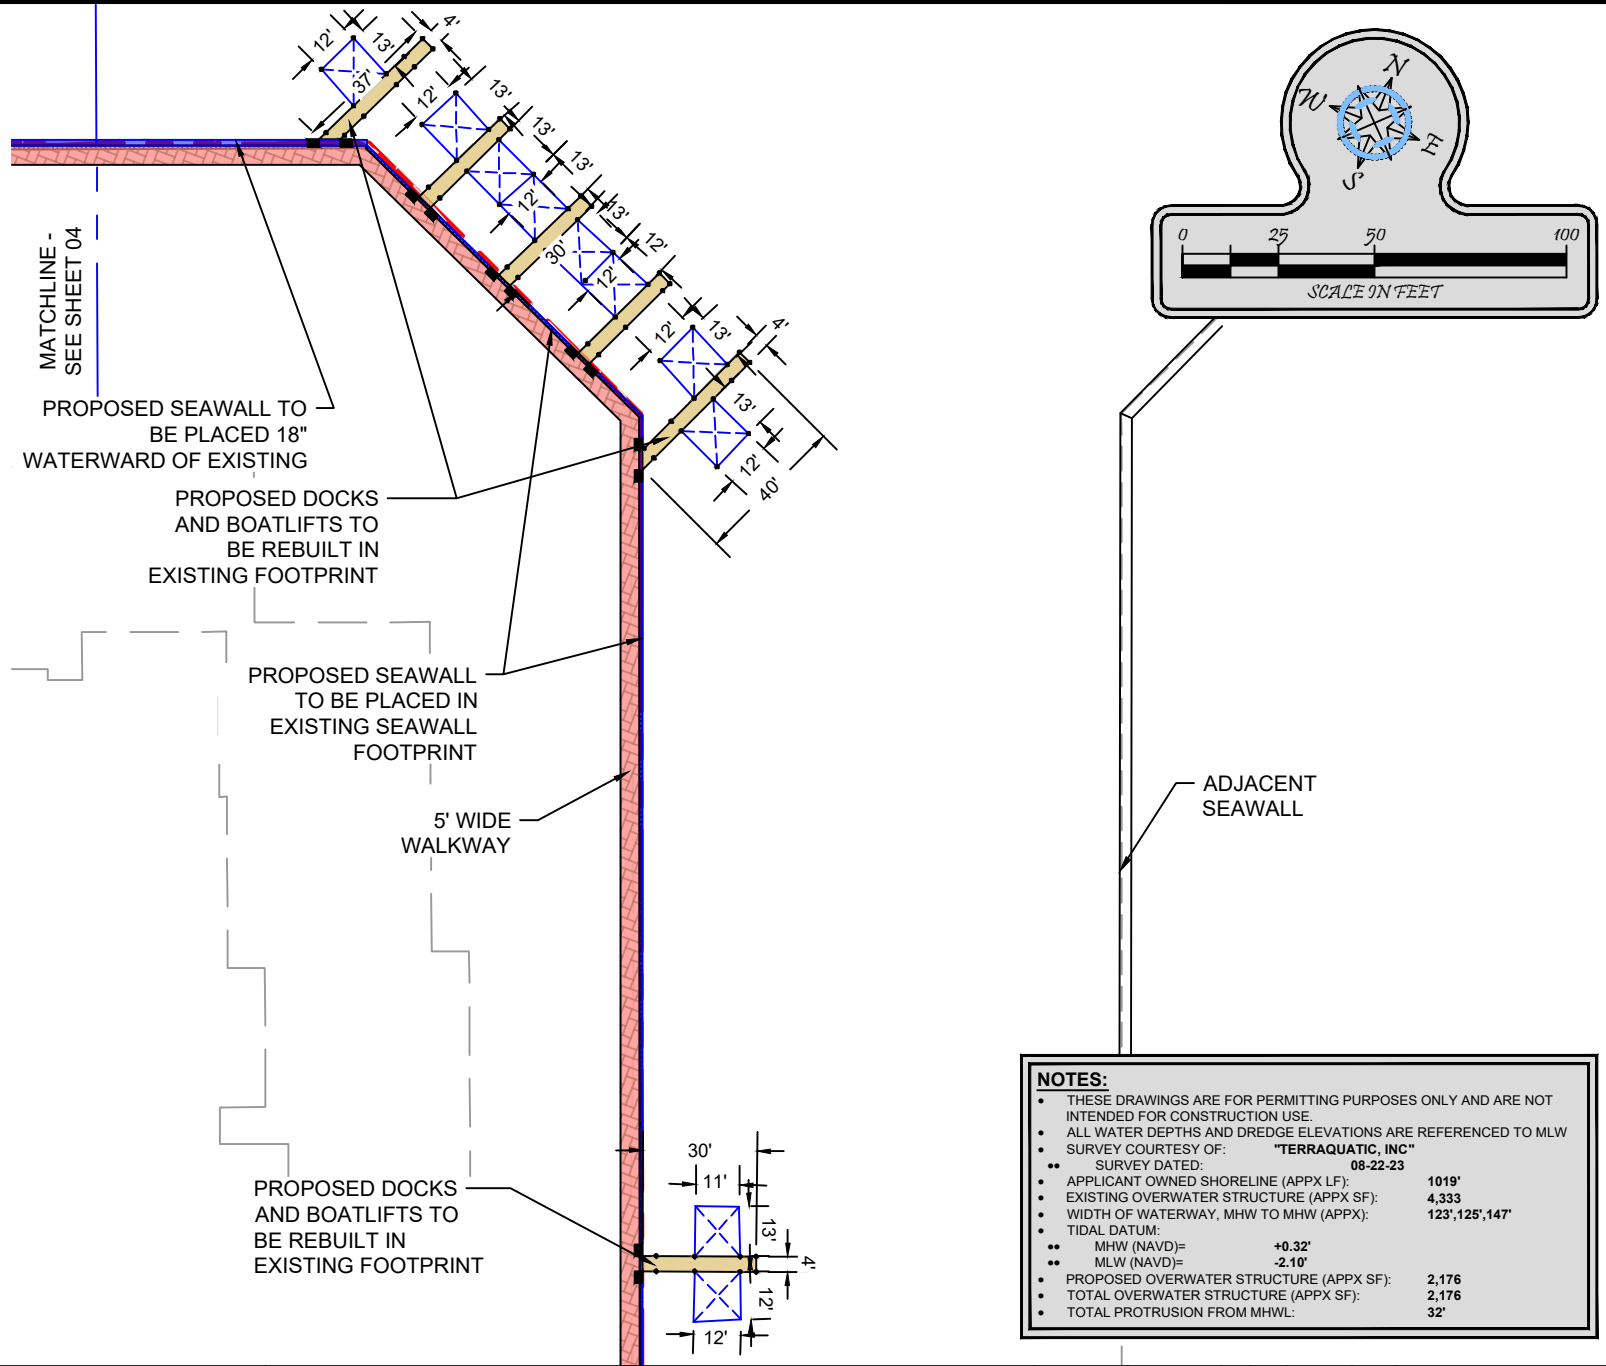 12'
13'
4'
37'
12'
13'
13'
13'
12'
30'
13'
12'
12'
12'
13'
4'
13'
12'
40'
MATCHLINE -
SEE SHEET 04
PROPOSED SEAWALL TO
BE PLACED 18"
WATERWARD OF EXISTING
PROPOSED DOCKS
AND BOATLIFTS TO
BE REBUILT IN
EXISTING FOOTPRINT
PROPOSED SEAWALL
TO BE PLACED IN
EXISTING SEAWALL
FOOTPRINT
5' WIDE
WALKWAY
PROPOSED DOCKS
AND BOATLIFTS TO
BE REBUILT IN
EXISTING FOOTPRINT
30'
11'
13'
4'
12'
12'
N
W
E
S
0 25 50 100
SCALE IN FEET
ADJACENT
SEAWALL
NOTES:
• THESE DRAWINGS ARE FOR PERMITTING PURPOSES ONLY AND ARE NOT
INTENDED FOR CONSTRUCTION USE.
• ALL WATER DEPTHS AND DREDGE ELEVATIONS ARE REFERENCED TO MLW
• SURVEY COURTESY OF: "TERRAQUATIC, INC"
•• SURVEY DATED: 08-22-23
• APPLICANT OWNED SHORELINE (APPX LF): 1019'
• EXISTING OVERWATER STRUCTURE (APPX SF): 4,333
• WIDTH OF WATERWAY, MHW TO MHW (APPX): 123',125',147'
• TIDAL DATUM:
•• MHW (NAVD)= +0.32'
•• MLW (NAVD)= -2.10'
• PROPOSED OVERWATER STRUCTURE (APPX SF): 2,176
• TOTAL OVERWATER STRUCTURE (APPX SF): 2,176
• TOTAL PROTRUSION FROM MHWL: 32'